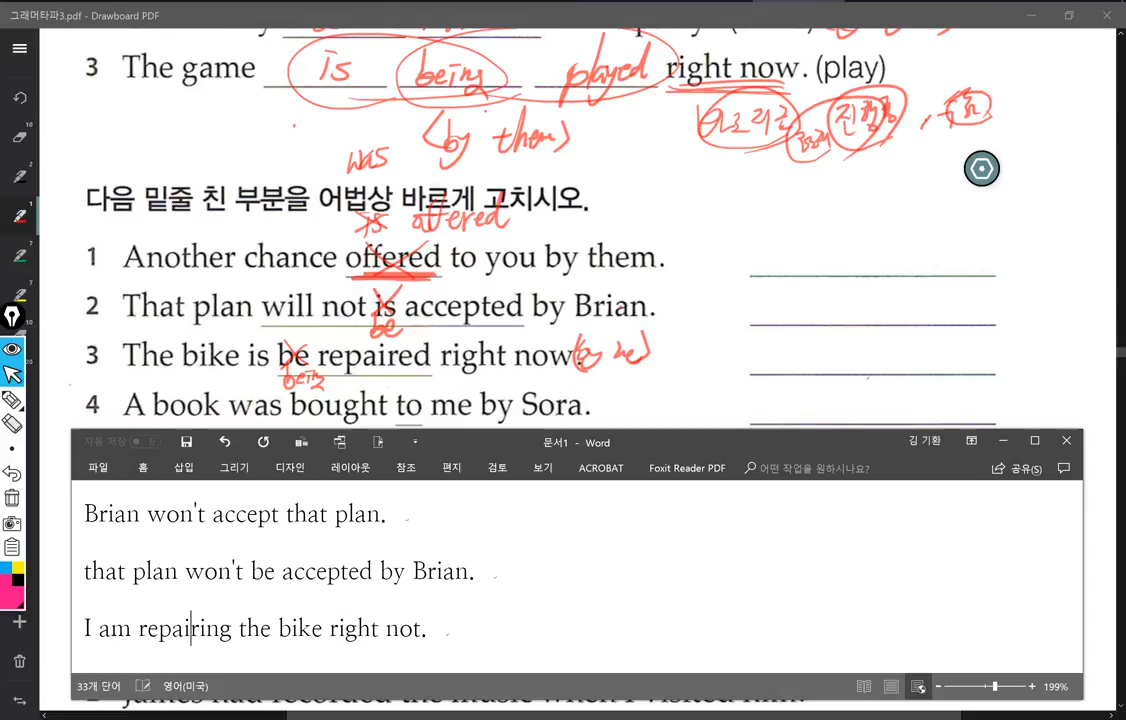 그래머타파3.pdf - Drawboard PDF
3 The game is being played right now. (play)
(by them)
was
다음 밑줄 친 부분을 어법상 바르게 고치시오.
is offered
1 Another chance offered to you by them.
2 That plan will not is accepted by Brian.
be
3 The bike is be repaired right now.
being
4 A book was bought to me by Sora.
자동 저장
문서1 - Word
김 기환
파일 홈 삽입 그리기 디자인 레이아웃 참조 편지 검토 보기 ACROBAT Foxit Reader PDF 어떤 작업을 원하시나요? 공유(S)
Brian won't accept that plan.
that plan won't be accepted by Brian.
I am repairing the bike right not.
33개 단어 영어(미국) 199%
James had recorded the music when I visited him.